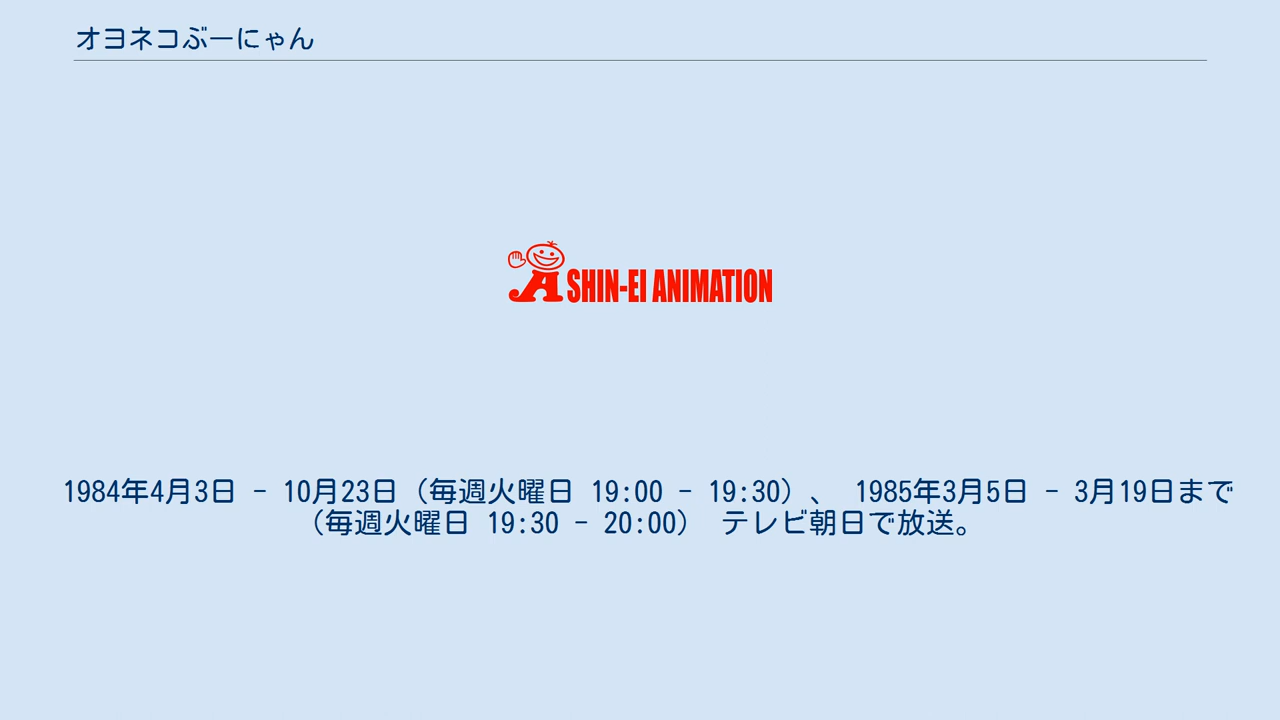 オヨネコぶーにゃん
SHIN-EI ANIMATION
1984年4月3日 - 10月23日（毎週火曜日 19:00 - 19:30）、 1985年3月5日 - 3月19日まで
（毎週火曜日 19:30 - 20:00） テレビ朝日で放送。